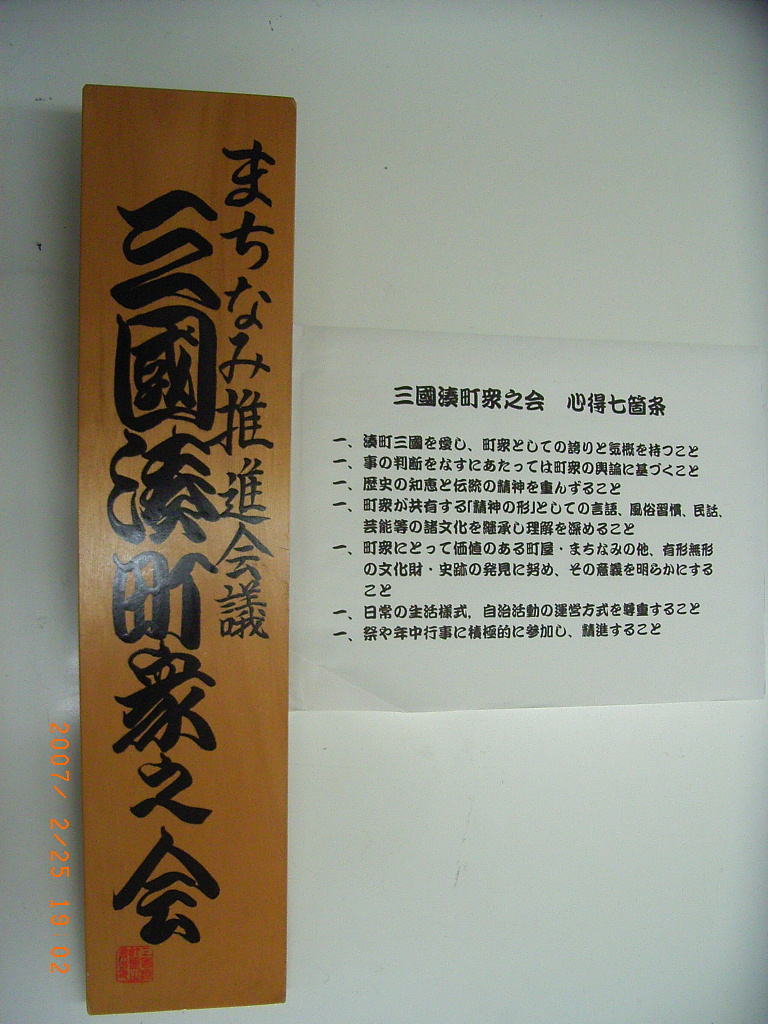 まちなみ推進会議
三國湊町衆之会
三國湊町衆之会　心得七箇条
一、湊町三國を愛し、町衆としての誇りと気概を持つこと
一、事の判断をなすにあたっては町衆の輿論に基づくこと
一、歴史の知恵と伝統の精神を重んずること
一、町衆が共有する「精神の形」としての言語、風俗習慣、民話、
芸能等の諸文化を継承し理解を深めること
一、町衆にとって価値のある町屋・まちなみの他、有形無形
の文化財・史跡の発見に努め、その意義を明らかにする
こと
一、日常の生活様式，自治活動の運営方式を尊重すること
一、祭や年中行事に積極的に参加し、精進すること
2007/ 2/25 19 02